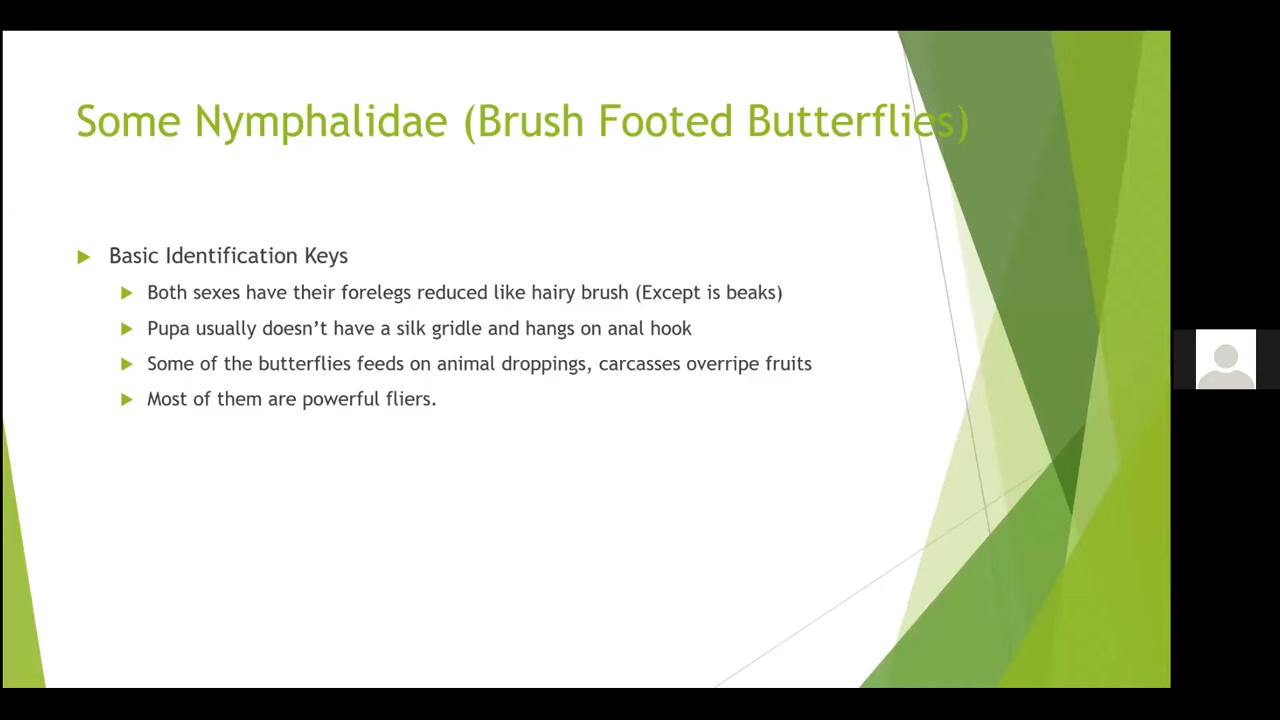 Some Nymphalidae (Brush Footed Butterflies)
Basic Identification Keys
Both sexes have their forelegs reduced like hairy brush (Except is beaks)
Pupa usually doesn’t have a silk gridle and hangs on anal hook
Some of the butterflies feeds on animal droppings, carcasses overripe fruits
Most of them are powerful fliers.